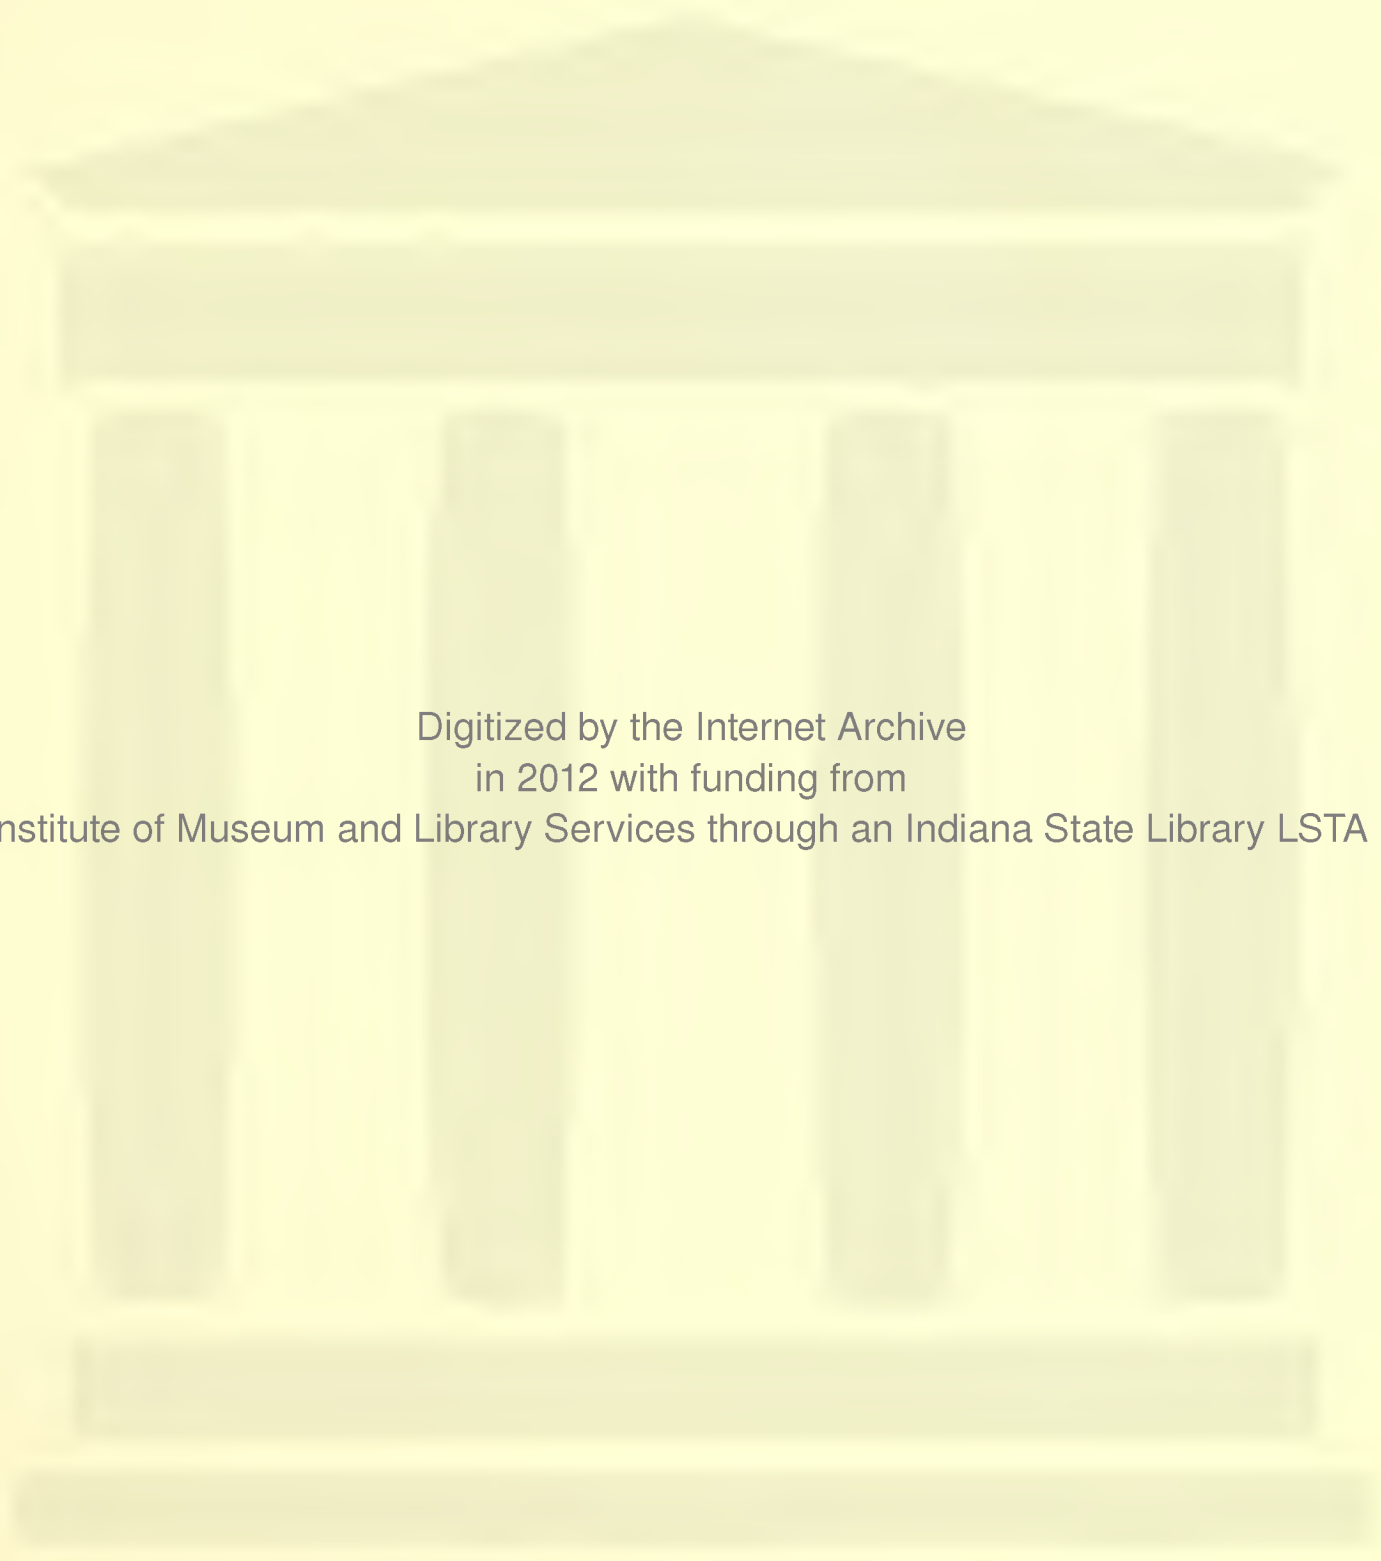 Digitized by the Internet Archive
in 2012 with funding from
nstitute of Museum and Library Services through an Indiana State Library LSTA